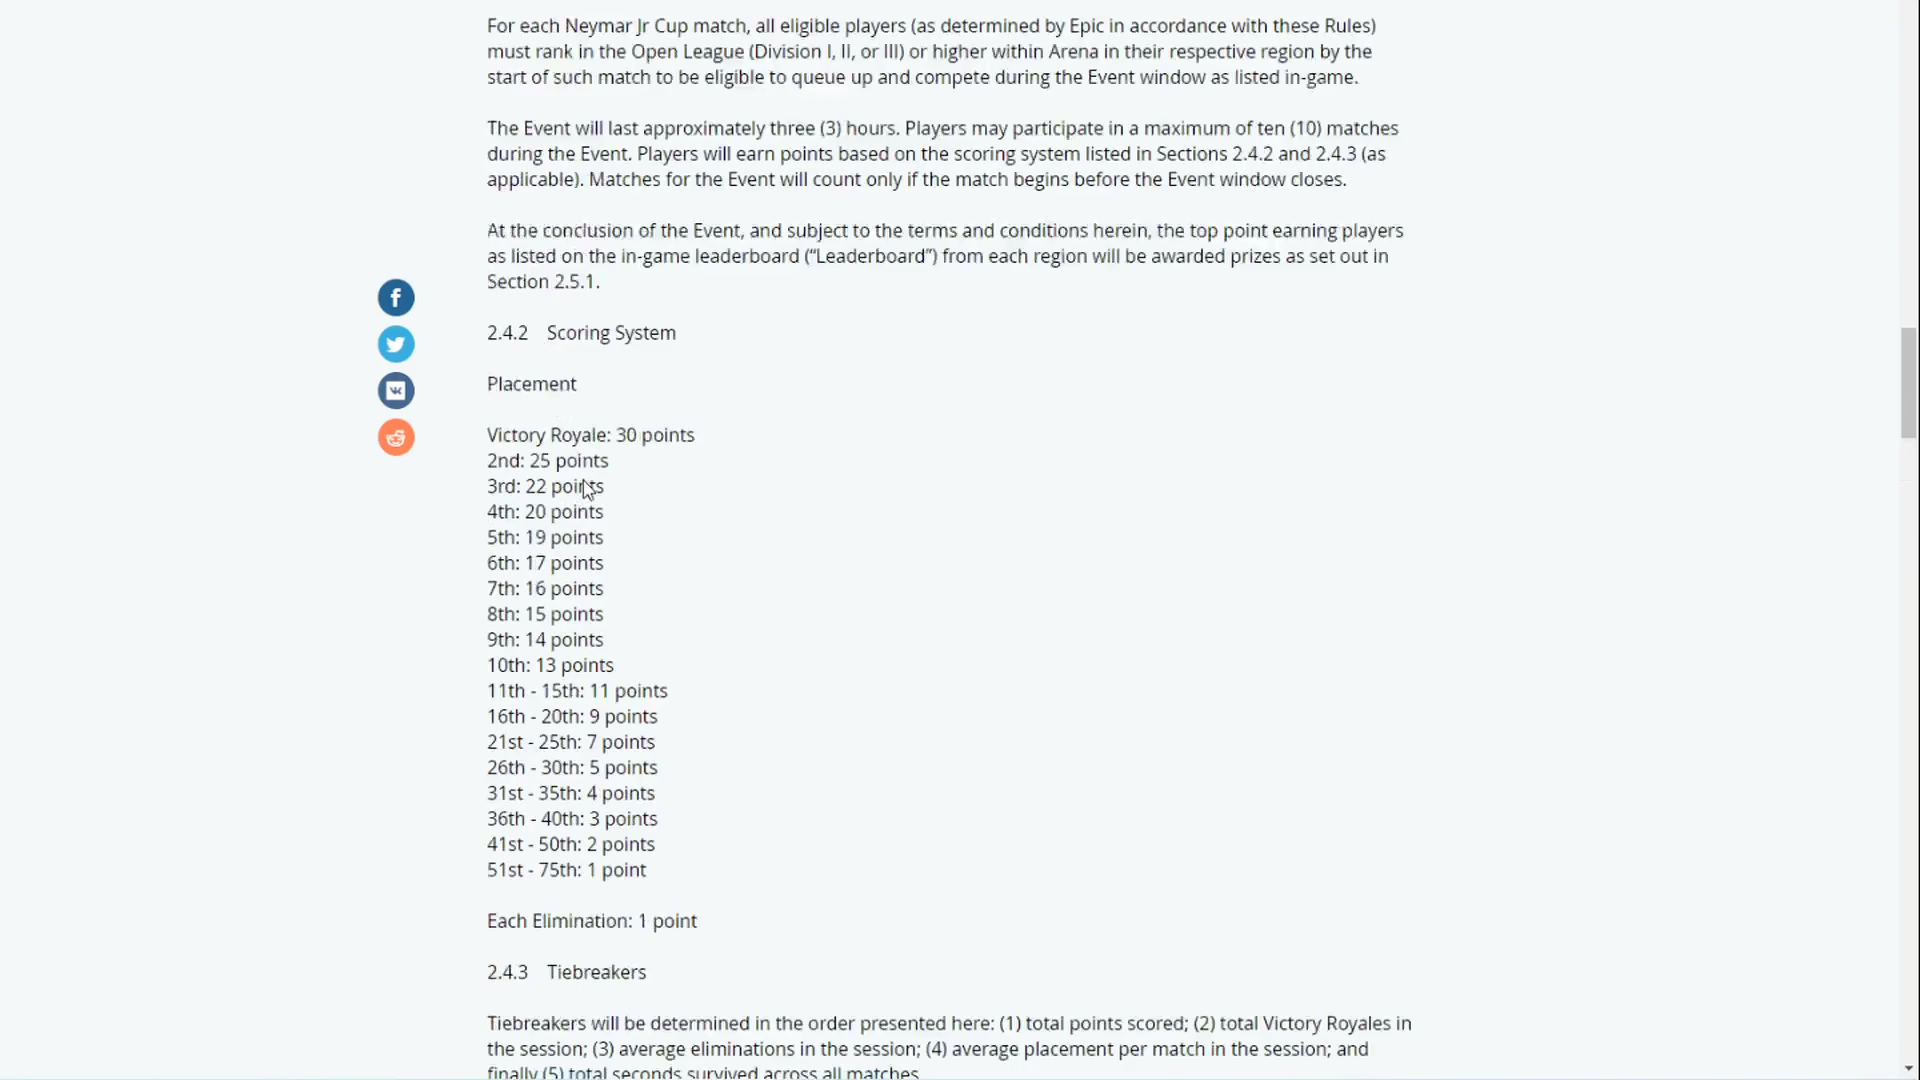 For each Neymar Jr Cup match, all eligible players (as determined by Epic in accordance with these Rules)
must rank in the Open League (Division I, II, or III) or higher within Arena in their respective region by the
start of such match to be eligible to queue up and compete during the Event window as listed in-game.
The Event will last approximately three (3) hours. Players may participate in a maximum of ten (10) matches
during the Event. Players will earn points based on the scoring system listed in Sections 2.4.2 and 2.4.3 (as
applicable). Matches for the Event will count only if the match begins before the Event window closes.
At the conclusion of the Event, and subject to the terms and conditions herein, the top point earning players
as listed on the in-game leaderboard (“Leaderboard”) from each region will be awarded prizes as set out in
Section 2.5.1.
2.4.2 Scoring System
Placement
Victory Royale: 30 points
2nd: 25 points
3rd: 22 points
4th: 20 points
5th: 19 points
6th: 17 points
7th: 16 points
8th: 15 points
9th: 14 points
10th: 13 points
11th - 15th: 11 points
16th - 20th: 9 points
21st - 25th: 7 points
26th - 30th: 5 points
31st - 35th: 4 points
36th - 40th: 3 points
41st - 50th: 2 points
51st - 75th: 1 point
Each Elimination: 1 point
2.4.3 Tiebreakers
Tiebreakers will be determined in the order presented here: (1) total points scored; (2) total Victory Royales in
the session; (3) average eliminations in the session; (4) average placement per match in the session; and
finally (5) total seconds survived across all matches.